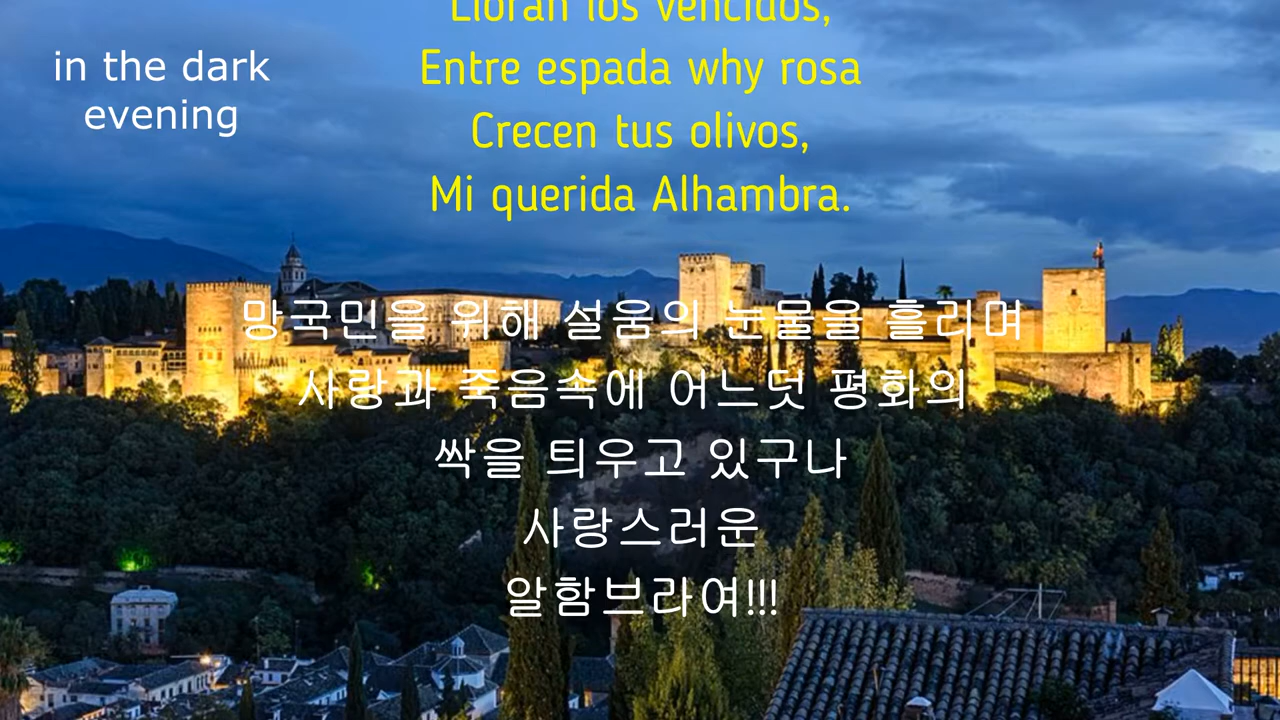 in the dark
evening
Lloran los vencidos,
Entre espada why rosa
Crecen tus olivos,
Mi querida Alhambra.
망국민을 위해 설움의 눈물을 흘리며
사랑과 죽음속에 어느덧 평화의
싹을 틔우고 있구나
사랑스러운
알함브라여!!!